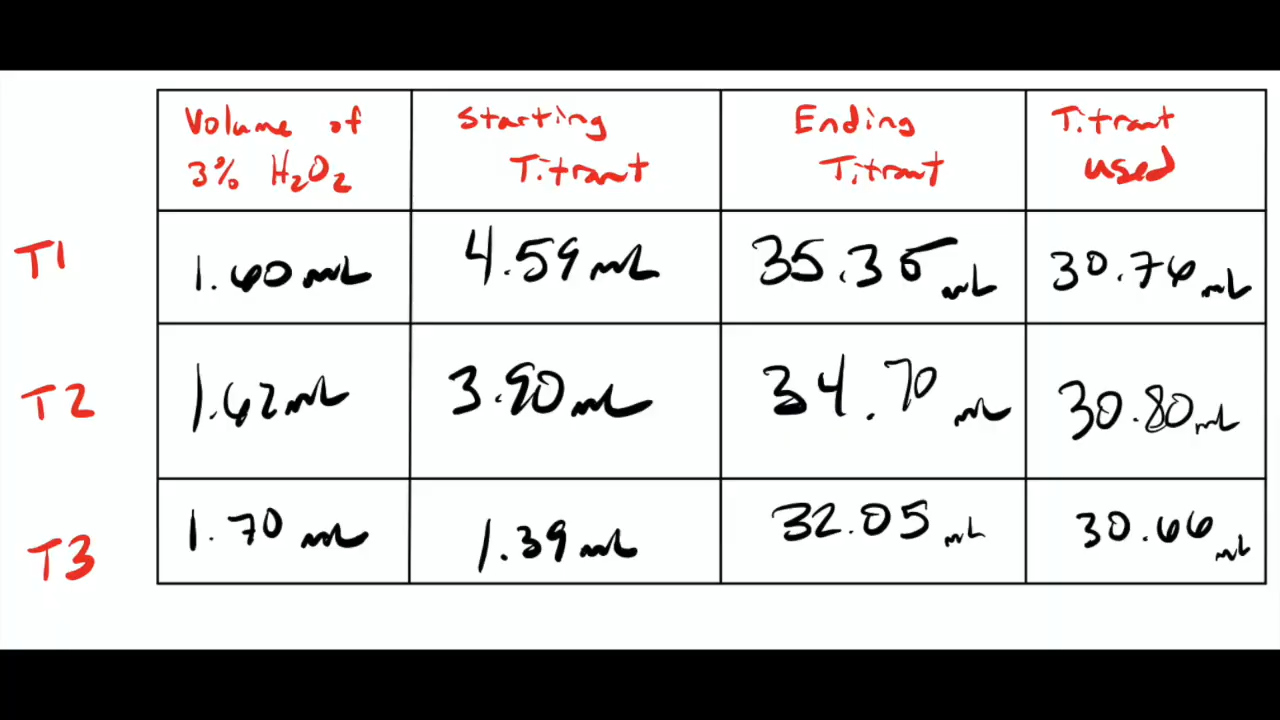 Volume of
3% H₂O₂
Starting
Titrant
Ending
Titrant
Titrant
used
T1
1.60 mL
4.59 mL
35.35 mL
30.76 mL
T2
1.62 mL
3.90 mL
34.70 mL
30.80 mL
T3
1.70 mL
1.39 mL
32.05 mL
30.66 mL